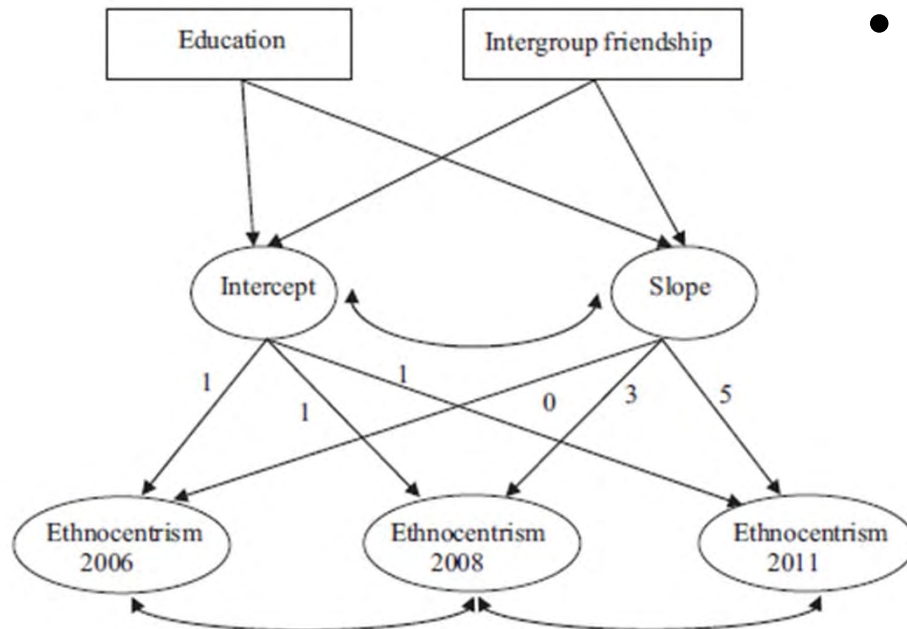 Education
Intergroup friendship
Intercept
Slope
1
1
1
0
3
5
Ethnocentrism
2006
Ethnocentrism
2008
Ethnocentrism
2011